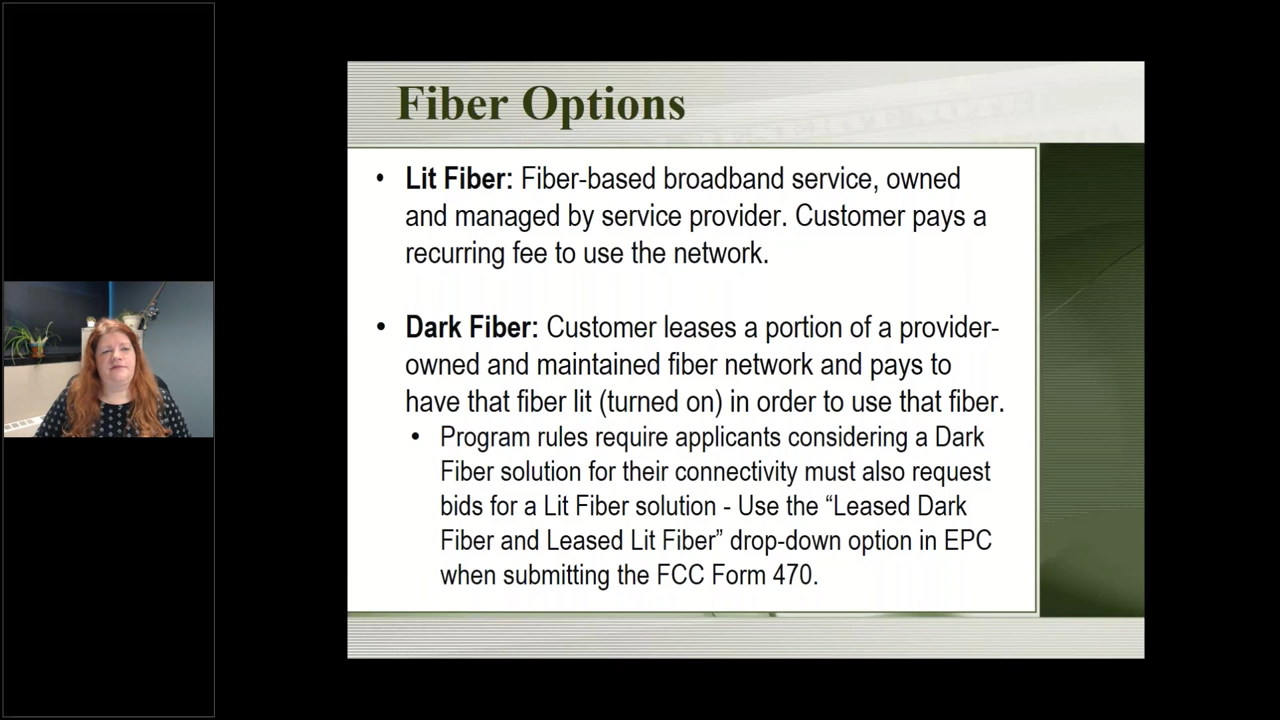 Fiber Options
• Lit Fiber: Fiber-based broadband service, owned
and managed by service provider. Customer pays a
recurring fee to use the network.
• Dark Fiber: Customer leases a portion of a provider-
owned and maintained fiber network and pays to
have that fiber lit (turned on) in order to use that fiber.
• Program rules require applicants considering a Dark
Fiber solution for their connectivity must also request
bids for a Lit Fiber solution - Use the “Leased Dark
Fiber and Leased Lit Fiber” drop-down option in EPC
when submitting the FCC Form 470.